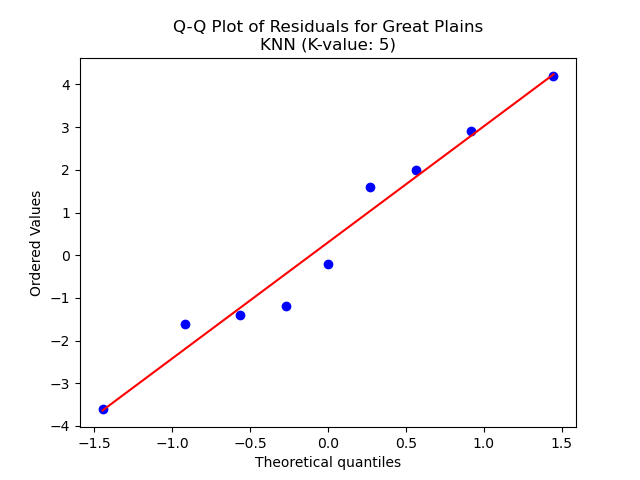 Q-Q Plot of Residuals for Great Plains
KNN (K-value: 5)
Ordered Values
4
3
2
1
0
−1
−2
−3
−4
−1.5 −1.0 −0.5 0.0 0.5 1.0 1.5
Theoretical quantiles